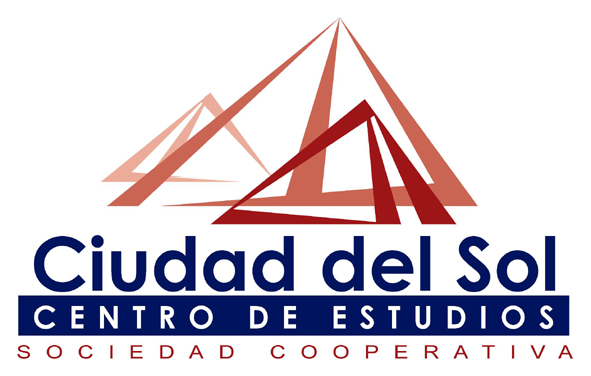 Ciudad del Sol
CENTRO DE ESTUDIOS
SOCIEDAD COOPERATIVA